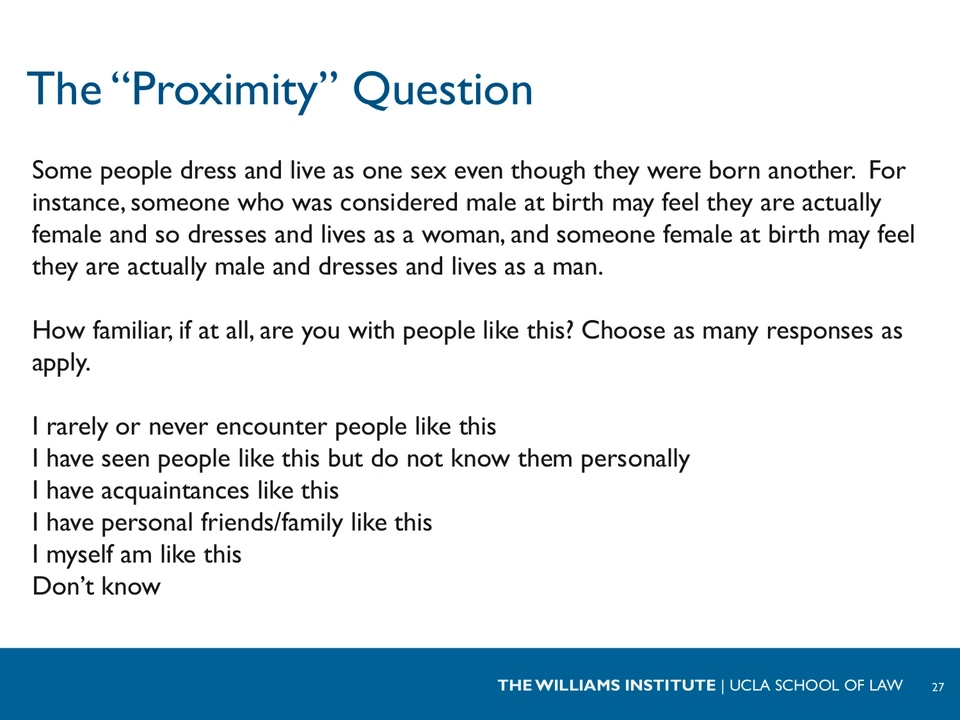 The “Proximity” Question
Some people dress and live as one sex even though they were born another.  For
instance, someone who was considered male at birth may feel they are actually
female and so dresses and lives as a woman, and someone female at birth may feel
they are actually male and dresses and lives as a man.
How familiar, if at all, are you with people like this? Choose as many responses as
apply.
I rarely or never encounter people like this
I have seen people like this but do not know them personally
I have acquaintances like this
I have personal friends/family like this
I myself am like this
Don’t know
THE WILLIAMS INSTITUTE | UCLA SCHOOL OF LAW 27